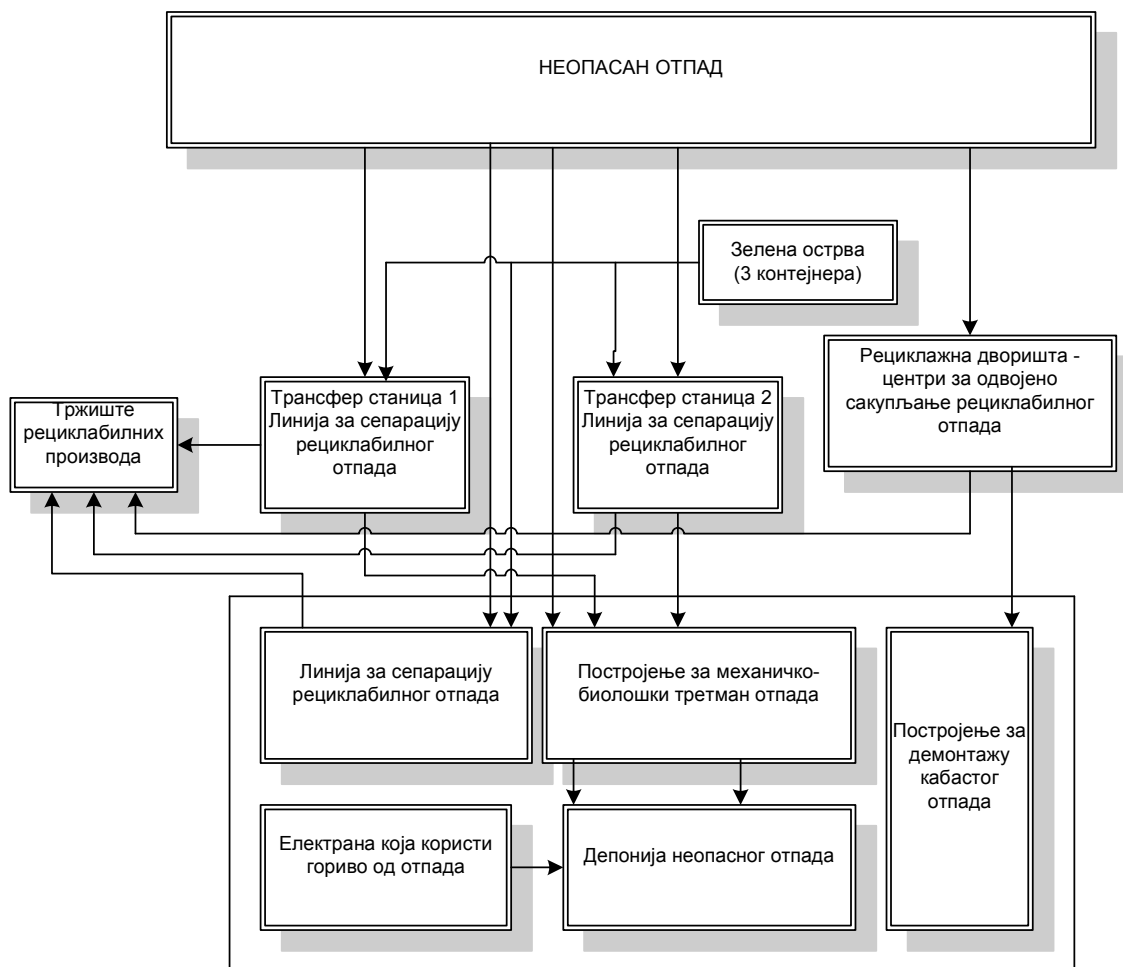 НЕОПАСАН ОТПАД
Зелена острва
(3 контејнера)
Рециклажна дворишта -
центри за одвојено
сакупљање рециклабилног
отпада
Трансфер станица 1
Линија за сепарацију
рециклабилног
отпада
Трансфер станица 2
Линија за сепарацију
рециклабилног
отпада
Тржиште
рециклабилних
производа
Линија за сепарацију
рециклабилног отпада
Постројење за механичко-
биолошки третман отпада
Постројење за
демонтажу
кабастог
отпада
Електрана која користи
гориво од отпада
Депонија неопасног отпада